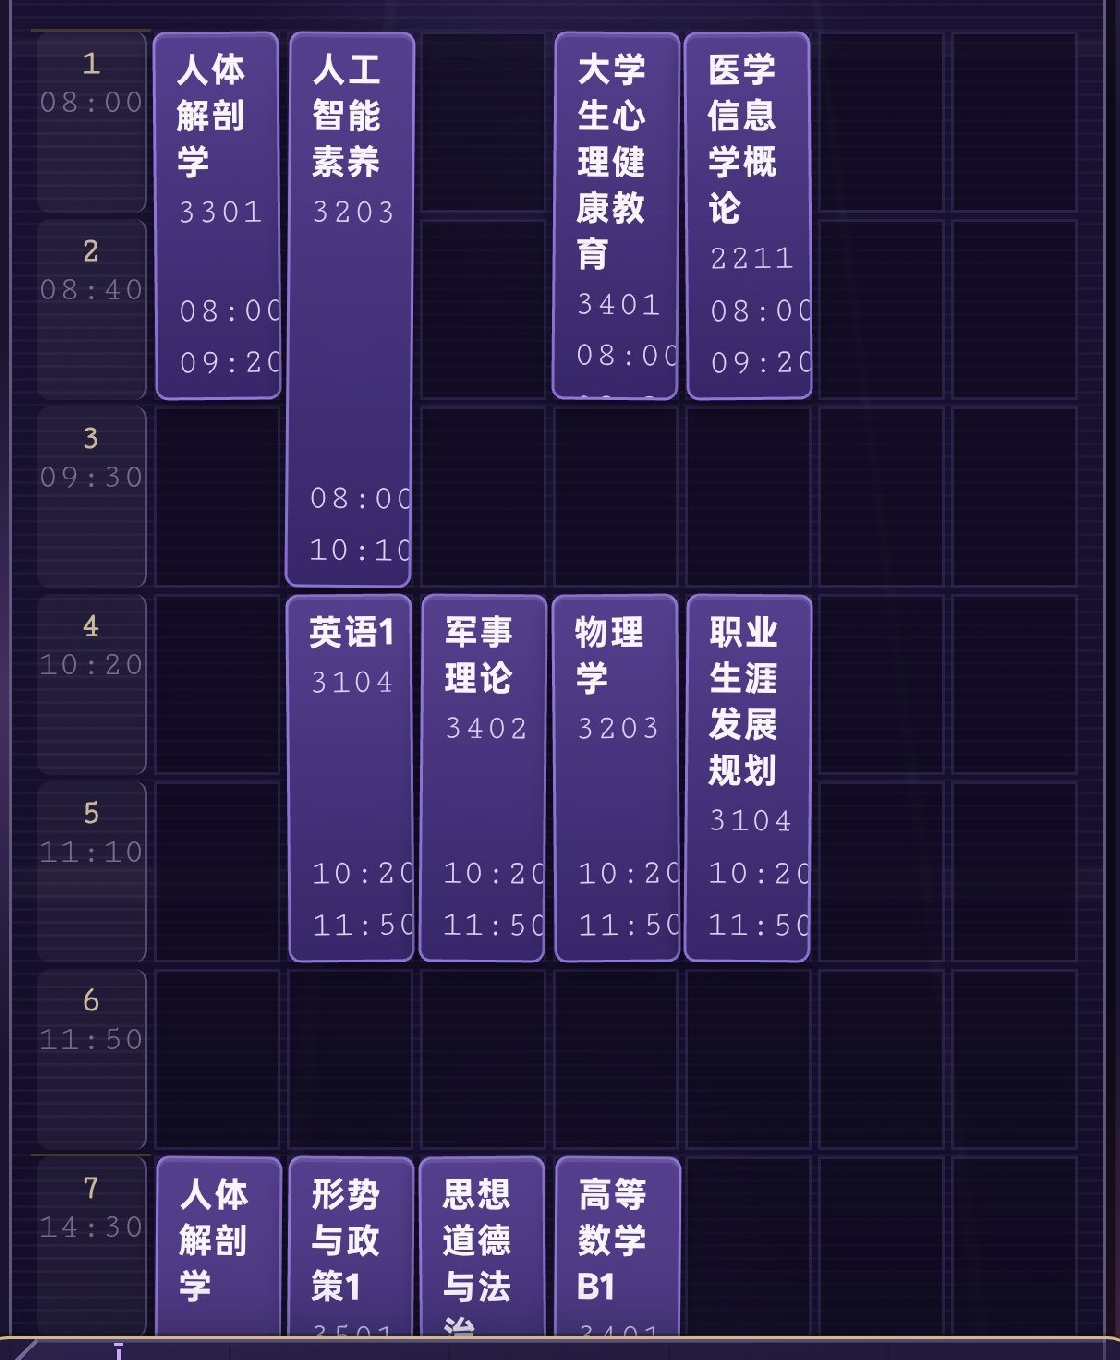 1
08:00
2
08:40
3
09:30
4
10:20
5
11:10
6
11:50
7
14:30
人体
解剖
学
3301
08:00
09:20
人工
智能
素养
3203
08:00
10:10
大学
生心
理健
康教
育
3401
08:00
医学
信息
学概
论
2211
08:00
09:20
英语1
3104
10:20
11:50
军事
理论
3402
10:20
11:50
物理
学
3203
10:20
11:50
职业
生涯
发展
规划
3104
10:20
11:50
人体
解剖
学
形势
与政
策1
3501
思想
道德
与法
治
高等
数学
B1
3401